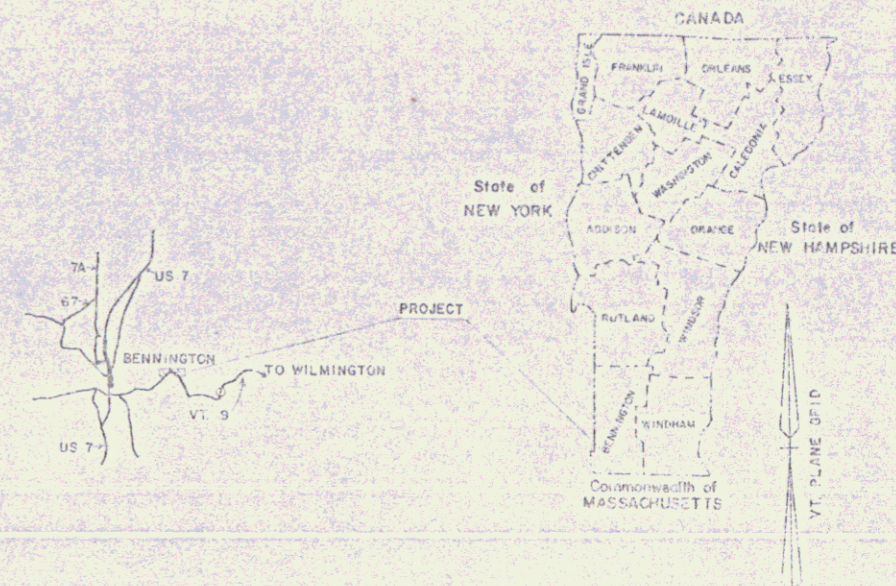 CANADA
GRAND ISLE
FRANKLIN
ORLEANS
ESSEX
LAMOILLE
CHITTENDEN
WASHINGTON
CALEDONIA
State of
NEW YORK
ADDISON
ORANGE
State of
NEW HAMPSHIRE
RUTLAND
WINDSOR
BENNINGTON
WINDHAM
Commonwealth of
MASSACHUSETTS
VT. PLANE GRID
PROJECT
7A
US 7
67
BENNINGTON
TO WILMINGTON
VT. 9
US 7